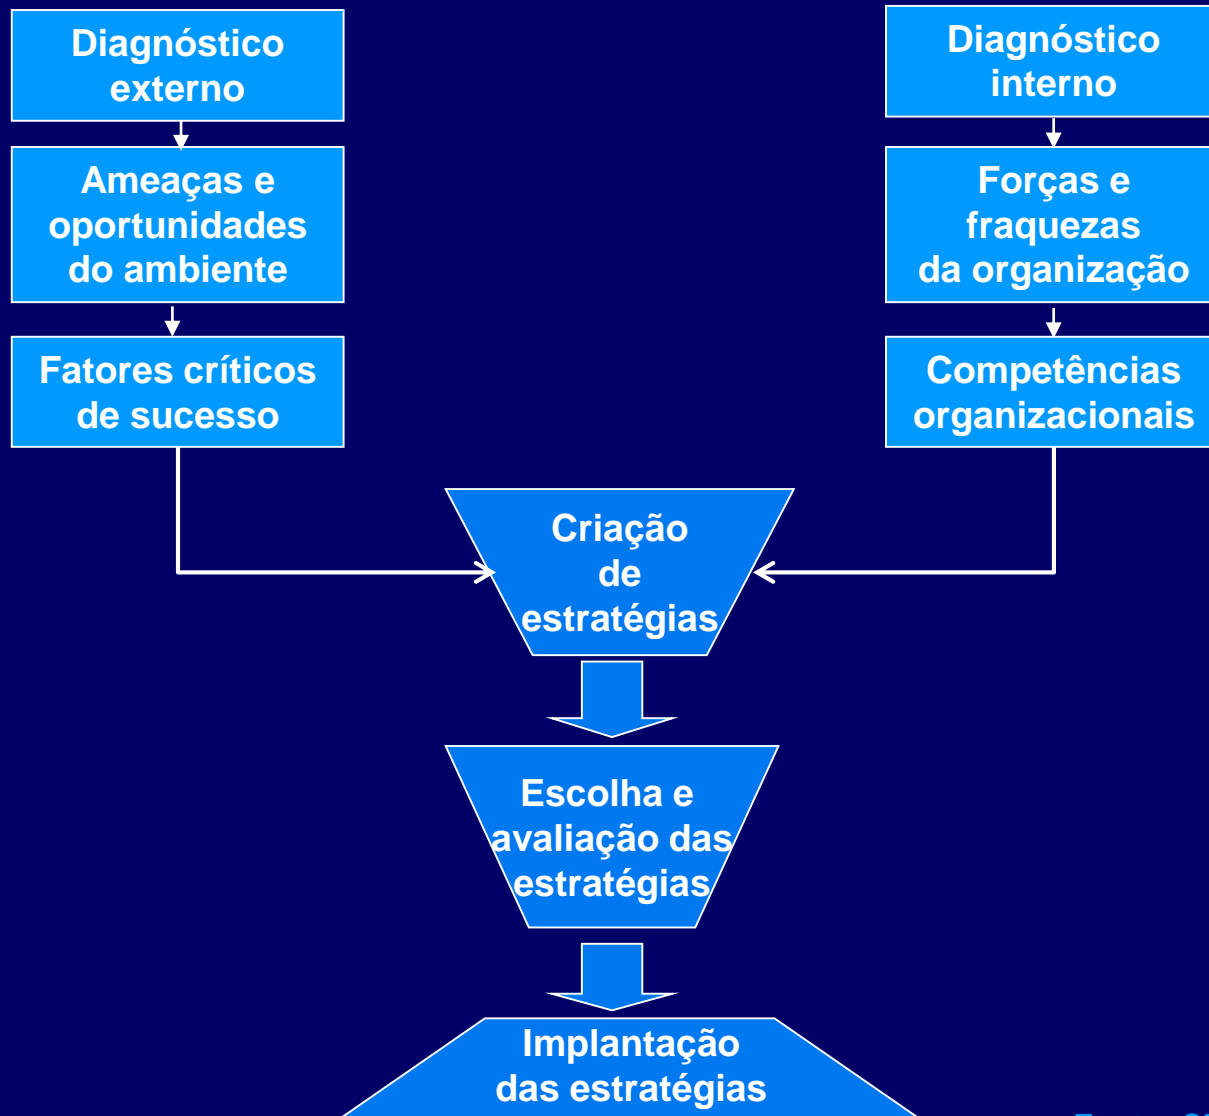 Diagnóstico
externo
Ameaças e
oportunidades
do ambiente
Fatores críticos
de sucesso
Diagnóstico
interno
Forças e
fraquezas
da organização
Competências
organizacionais
Criação
de
estratégias
Escolha e
avaliação das
estratégias
Implantação
das estratégias